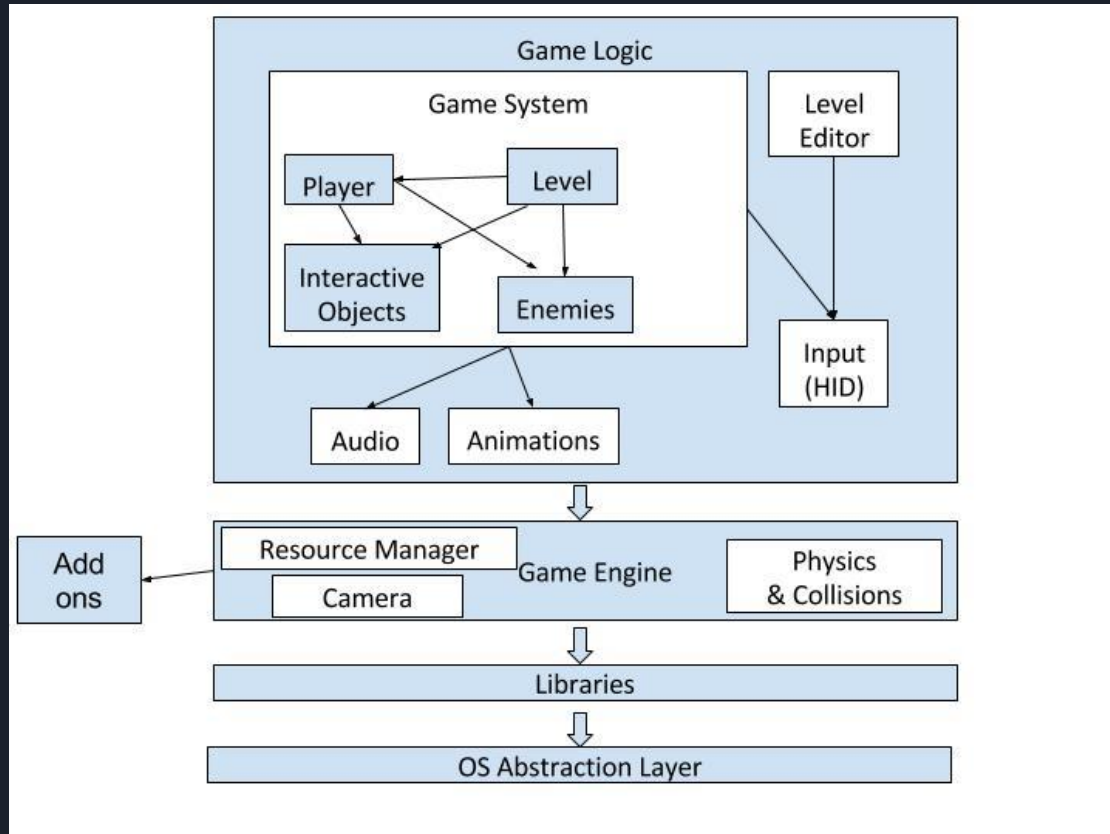 Game Logic
Game System
Level
Editor
Player
Level
Interactive
Objects
Enemies
Input
(HID)
Audio
Animations
Add
ons
Resource Manager
Camera
Game Engine
Physics
& Collisions
Libraries
OS Abstraction Layer